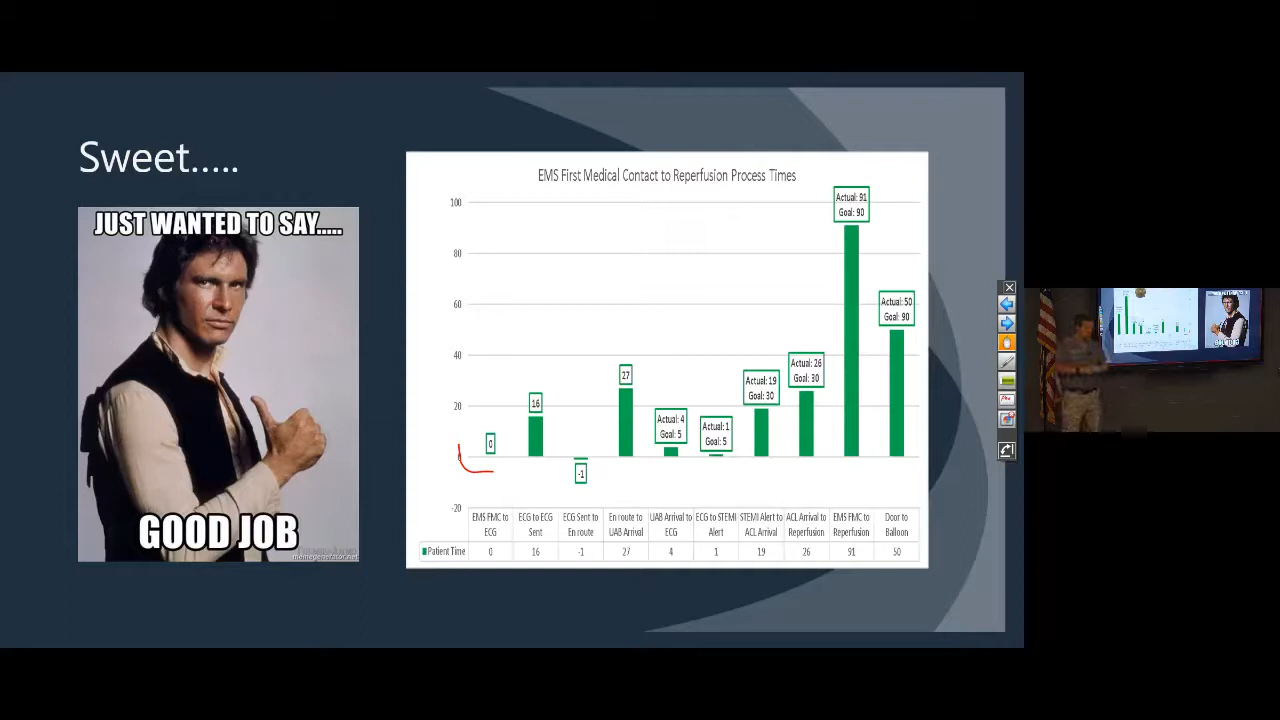 Sweet.....
JUST WANTED TO SAY.....
GOOD JOB
memegenerator.net
EMS First Medical Contact to Reperfusion Process Times
100
80
60
40
20
-20
0
16
-1
27
Actual: 4
Goal: 5
Actual: 1
Goal: 5
Actual: 19
Goal: 30
Actual: 26
Goal: 30
Actual: 91
Goal: 90
Actual: 50
Goal: 90
EMS FMC to ECG to ECG ECG Sent to En route to UAB Arrival to ECG to STEMI STEMI Alert to ACL Arrival to EMS FMC to Door to
ECG Sent En route UAB Arrival ECG Alert ACL Arrival Reperfusion Reperfusion Balloon
Patient Time 0 16 -1 27 4 1 19 26 91 50